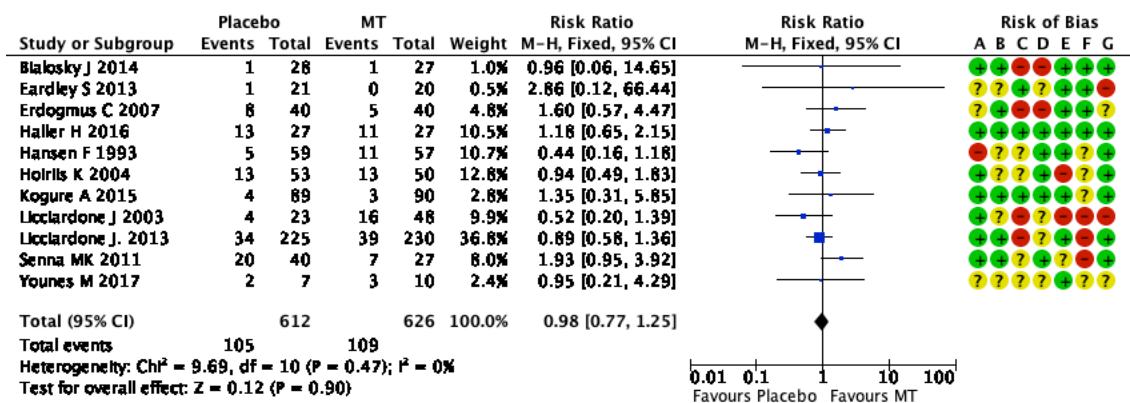 Placebo MT Risk Ratio Risk Ratio Risk of Bias
Study or Subgroup Events Total Events Total Weight M-H, Fixed, 95% CI M-H, Fixed, 95% CI A B C D E F G
Bialosky J 2014 1 28 1 27 1.0% 0.96 [0.06, 14.65] + + - - + + +
Eardley S 2013 1 21 0 20 0.5% 2.86 [0.12, 66.44] ? ? + ? + + -
Erdogmus C 2007 8 40 5 40 4.8% 1.60 [0.57, 4.47] ? + - - + + ?
Haller H 2016 13 27 11 27 10.5% 1.18 [0.65, 2.15] + + + + + + +
Hansen F 1993 5 59 11 57 10.7% 0.44 [0.16, 1.18] - ? ? + + ? +
Hoiriis K 2004 13 53 13 50 12.8% 0.94 [0.49, 1.83] + + ? + - + +
Kogure A 2015 4 89 3 90 2.8% 1.35 [0.31, 5.85] + + + + + ? +
Licciardone J 2003 4 23 16 48 9.9% 0.52 [0.20, 1.39] + + - ? - - -
Licciardone J. 2013 34 225 39 230 36.8% 0.89 [0.58, 1.36] + + - ? + + +
Senna MK 2011 20 40 7 27 8.0% 1.93 [0.95, 3.92] + + ? + ? - +
Younes M 2017 2 7 3 10 2.4% 0.95 [0.21, 4.29] ? ? ? ? + ? ?
Total (95% CI) 612 626 100.0% 0.98 [0.77, 1.25]
Total events 105 109
Heterogeneity: Chi² = 9.69, df = 10 (P = 0.47); I² = 0%
Test for overall effect: Z = 0.12 (P = 0.90)
0.01 0.1 1 10 100
Favours Placebo Favours MT